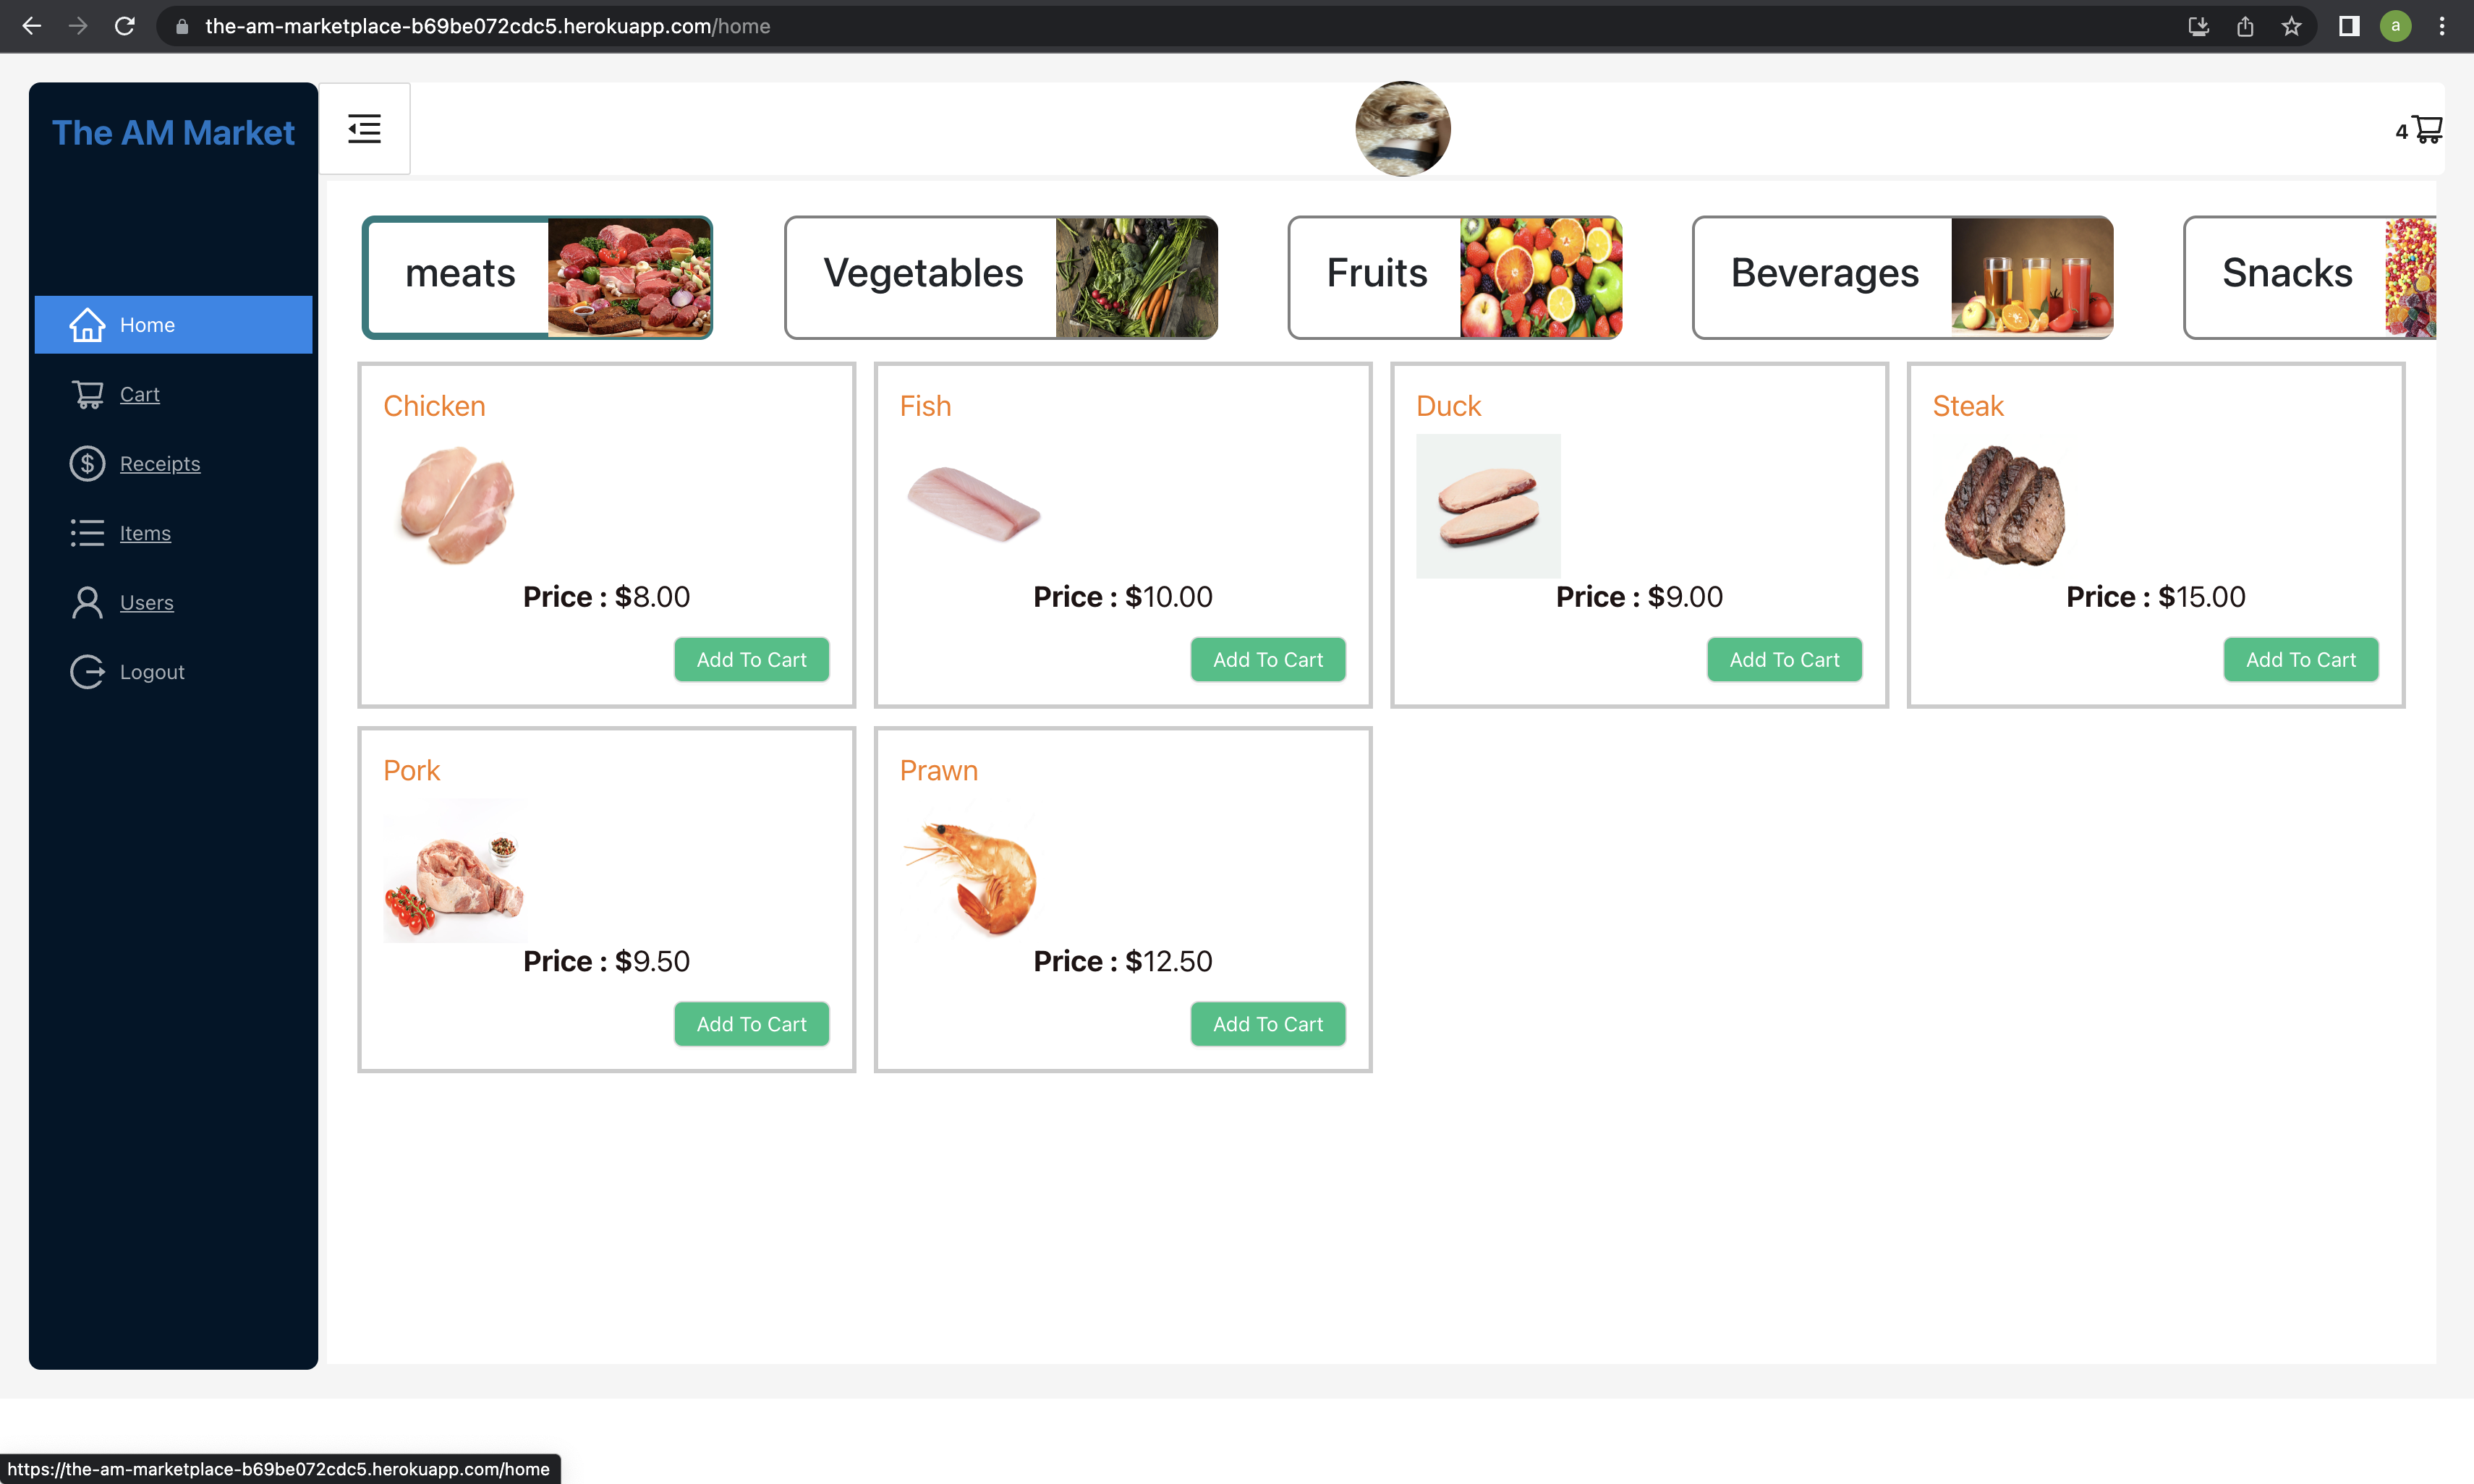 the-am-marketplace-b69be072cdc5.herokuapp.com/home
a
The AM Market
4
Home
Cart
Receipts
Items
Users
Logout
meats
Vegetables
Fruits
Beverages
Snacks
Chicken
Price : $8.00
Add To Cart
Fish
Price : $10.00
Add To Cart
Duck
Price : $9.00
Add To Cart
Steak
Price : $15.00
Add To Cart
Pork
Price : $9.50
Add To Cart
Prawn
Price : $12.50
Add To Cart
https://the-am-marketplace-b69be072cdc5.herokuapp.com/home